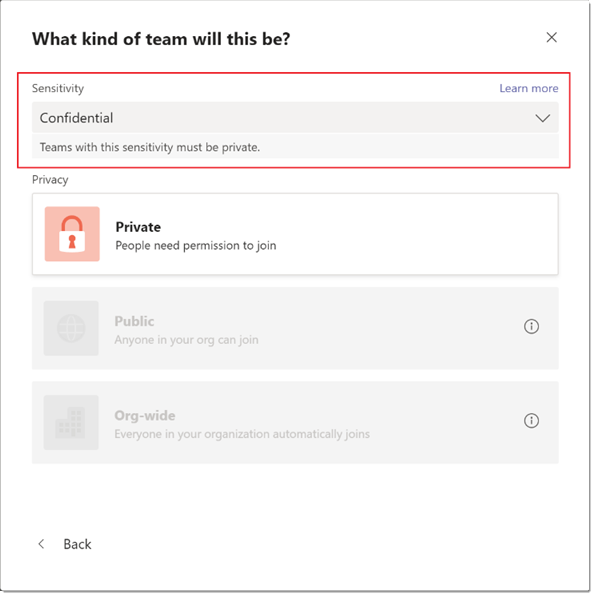 What kind of team will this be?
Sensitivity
Learn more
Confidential
Teams with this sensitivity must be private.
Privacy
Private
People need permission to join
Public
Anyone in your org can join
Org-wide
Everyone in your organization automatically joins
Back